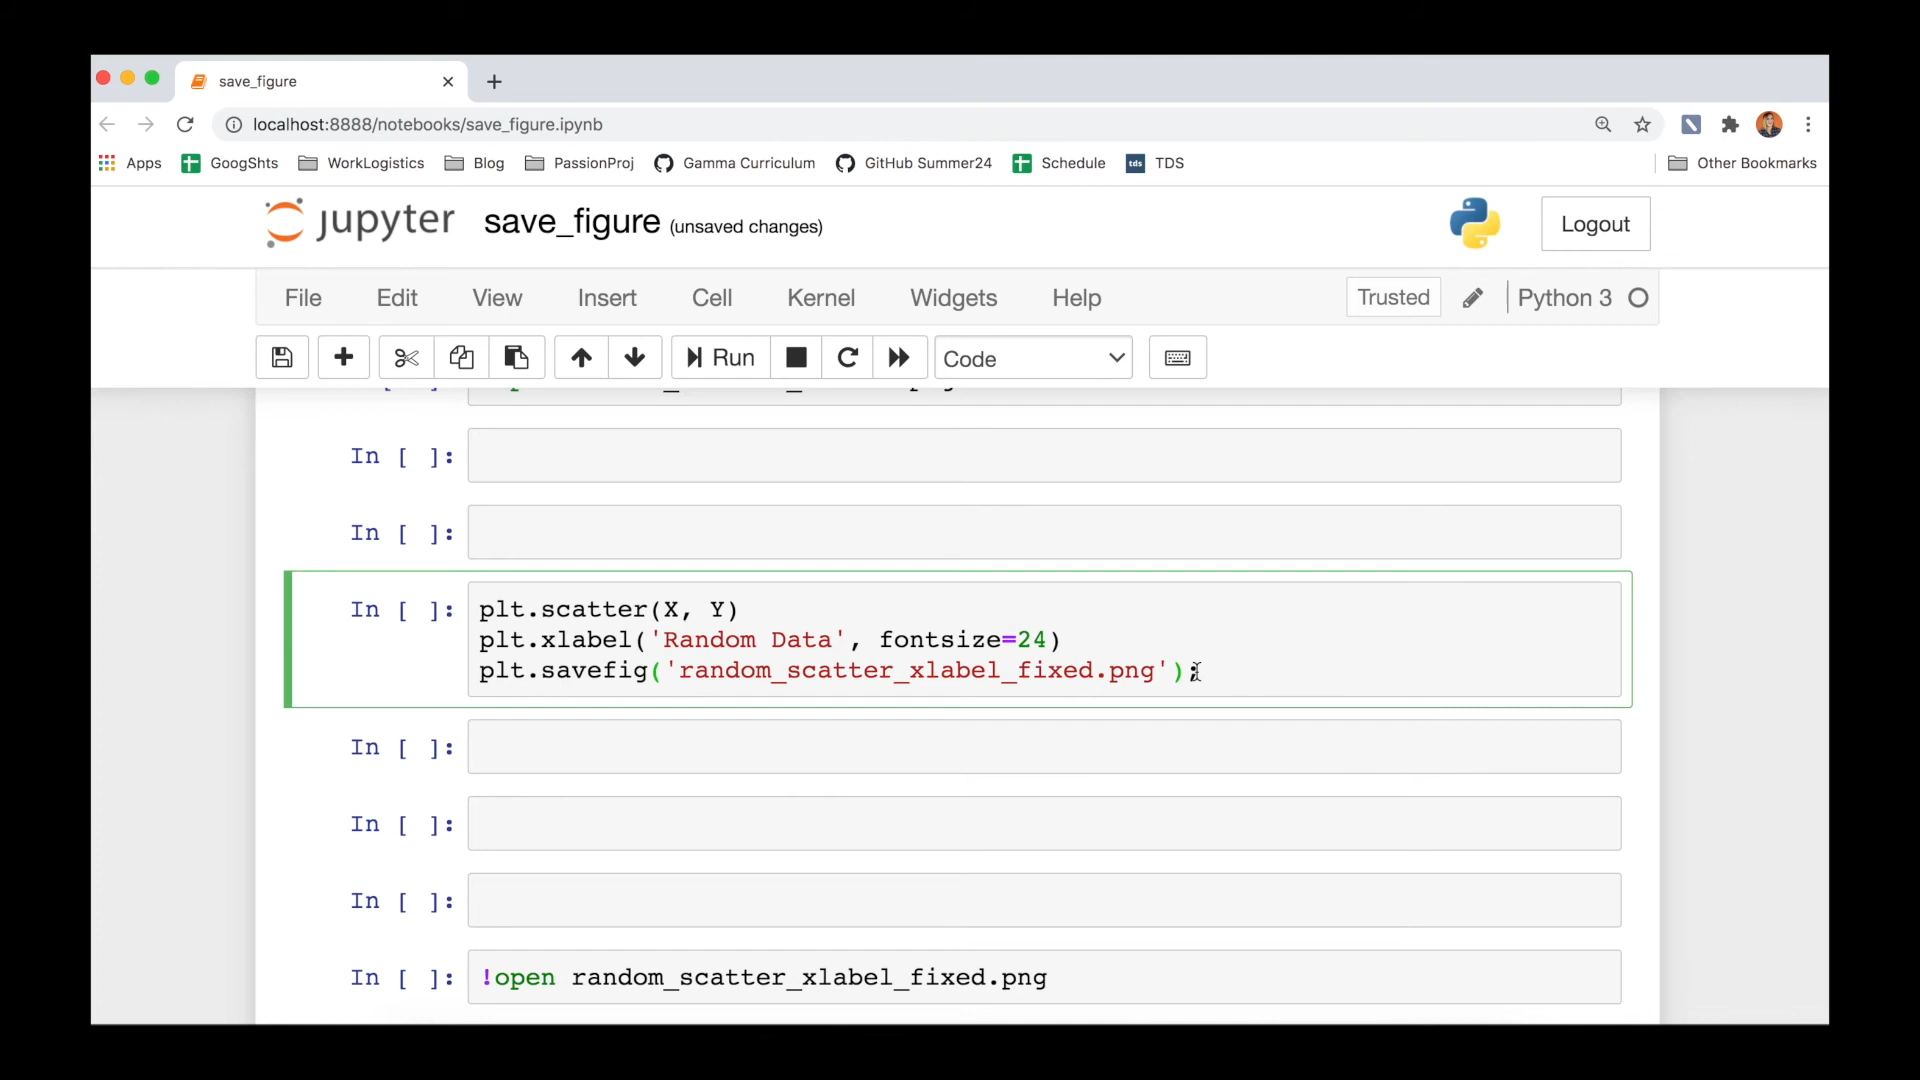 save_figure
localhost:8888/notebooks/save_figure.ipynb
Apps GoogShts WorkLogistics Blog PassionProj Gamma Curriculum GitHub Summer24 Schedule tds TDS Other Bookmarks
jupyter save_figure (unsaved changes) Logout
File Edit View Insert Cell Kernel Widgets Help Trusted Python 3
Run Code
In [ ]:
In [ ]:
In [ ]: plt.scatter(X, Y)
plt.xlabel('Random Data', fontsize=24)
plt.savefig('random_scatter_xlabel_fixed.png');
In [ ]:
In [ ]:
In [ ]:
In [ ]: !open random_scatter_xlabel_fixed.png